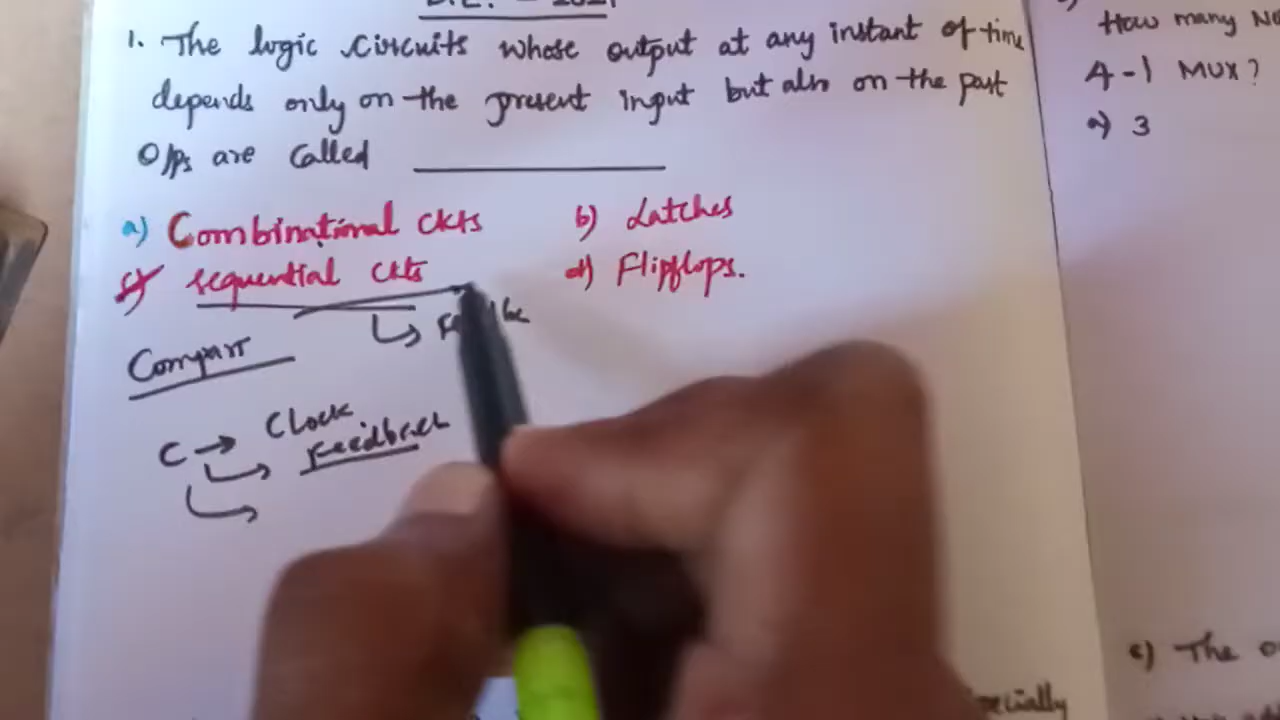 1. The logic circuits whose output at any instant of time
depends only on the present input but also on the past
O/ps are called
a) Combinational ckts b) Latches
c) sequential ckts d) Flipflops.
Compare
C → Clock
Feedback
How many
4-1 MUX?
a) 3
c) The